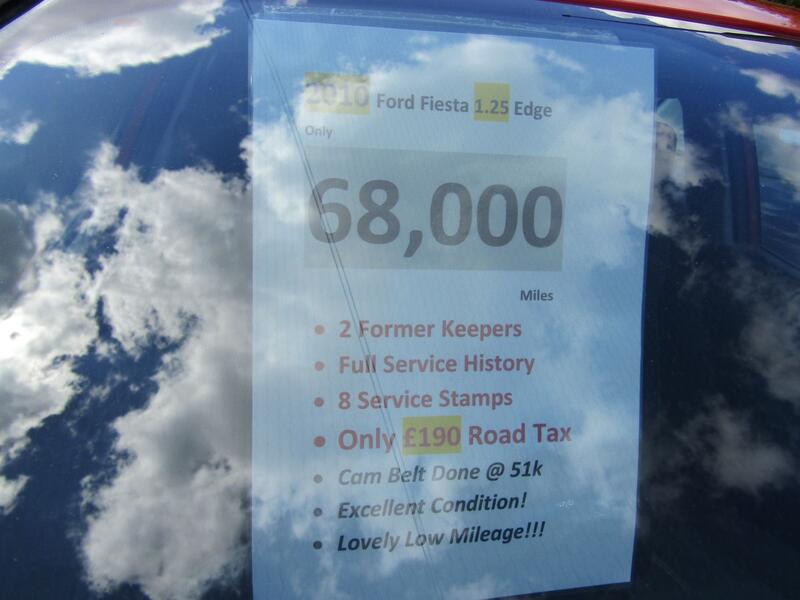 2010 Ford Fiesta 1.25 Edge
Only
68,000
Miles
• 2 Former Keepers
• Full Service History
• 8 Service Stamps
• Only £190 Road Tax
• Cam Belt Done @ 51k
• Excellent Condition!
• Lovely Low Mileage!!!